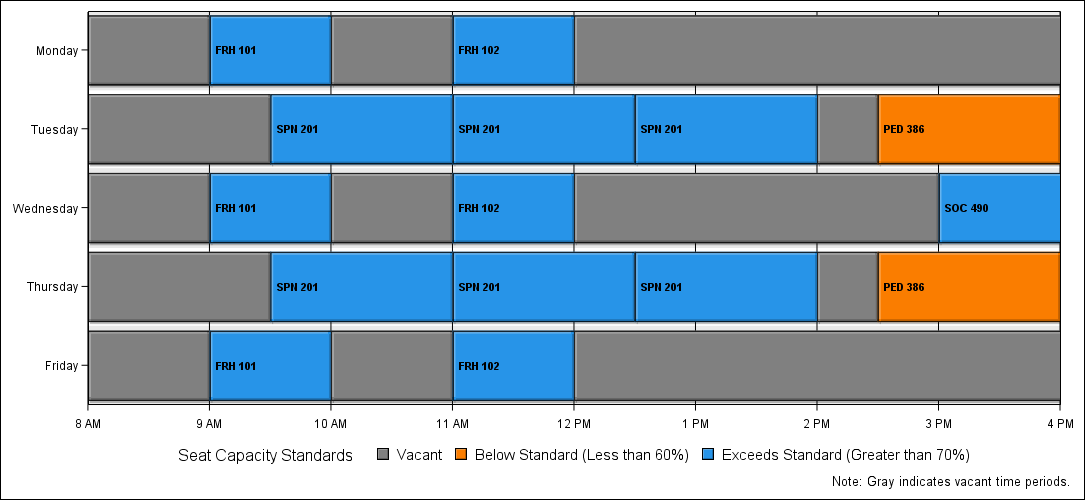 Monday FRH 101 FRH 102
Tuesday SPN 201 SPN 201 SPN 201 PED 386
Wednesday FRH 101 FRH 102 SOC 490
Thursday SPN 201 SPN 201 SPN 201 PED 386
Friday FRH 101 FRH 102
8 AM 9 AM 10 AM 11 AM 12 PM 1 PM 2 PM 3 PM 4 PM
Seat Capacity Standards Vacant Below Standard (Less than 60%) Exceeds Standard (Greater than 70%)
Note: Gray indicates vacant time periods.